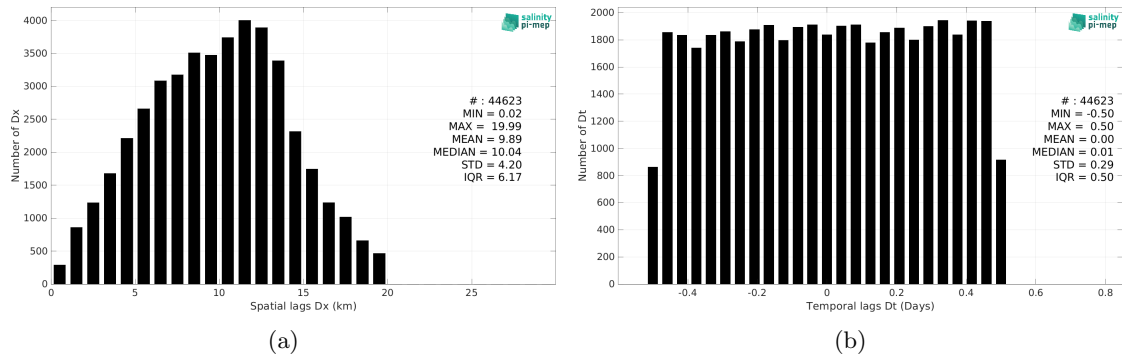 4000
3500
3000
2500
2000
1500
1000
500
0
Number of Dx
0 5 10 15 20 25
Spatial lags Dx (km)
salinity
pi-mep
# : 44623
MIN = 0.02
MAX = 19.99
MEAN = 9.89
MEDIAN = 10.04
STD = 4.20
IQR = 6.17
(a)
2000
1800
1600
1400
1200
1000
800
600
400
200
0
Number of Dt
-0.4 -0.2 0 0.2 0.4 0.6 0.8
Temporal lags Dt (Days)
salinity
pi-mep
# : 44623
MIN = -0.50
MAX = 0.50
MEAN = 0.00
MEDIAN = 0.01
STD = 0.29
IQR = 0.50
(b)